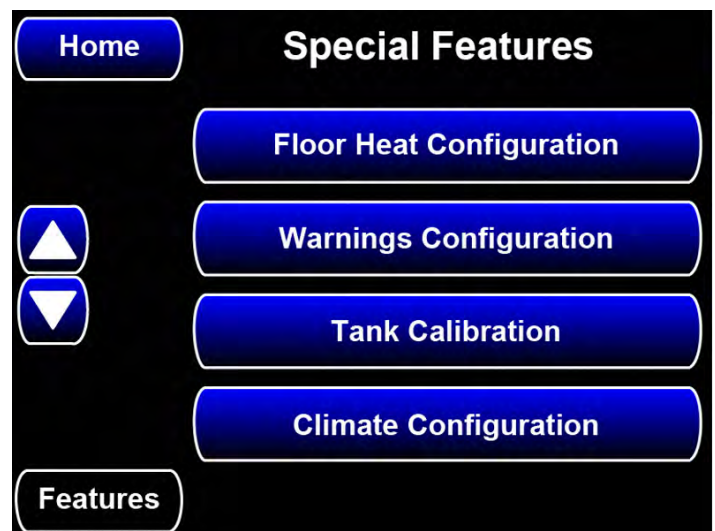 Home
Special Features
Floor Heat Configuration
Warnings Configuration
Tank Calibration
Climate Configuration
Features